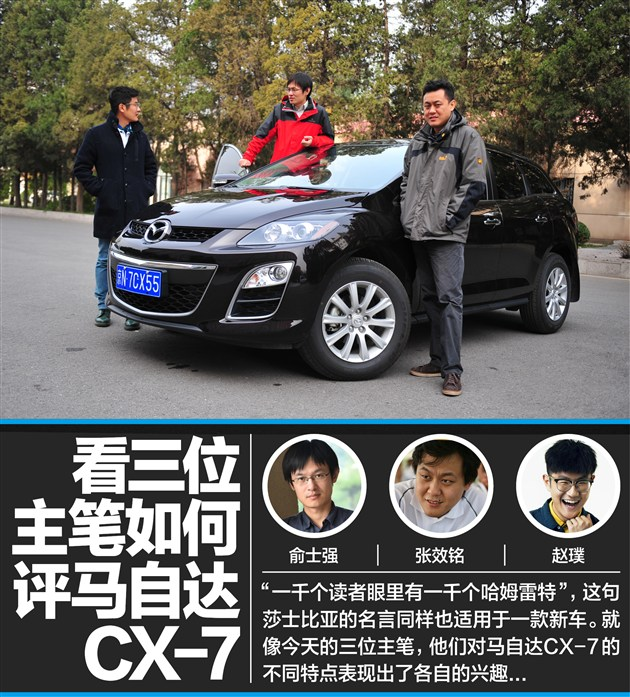 京N 7CX55
看三位
主笔如何
评马自达
CX-7
俞士强 | 张效铭 | 赵璞
“一千个读者眼里有一千个哈姆雷特”，这句
莎士比亚的名言同样也适用于一款新车。就
像今天的三位主笔，他们对马自达CX-7的
不同特点表现出了各自的兴趣...